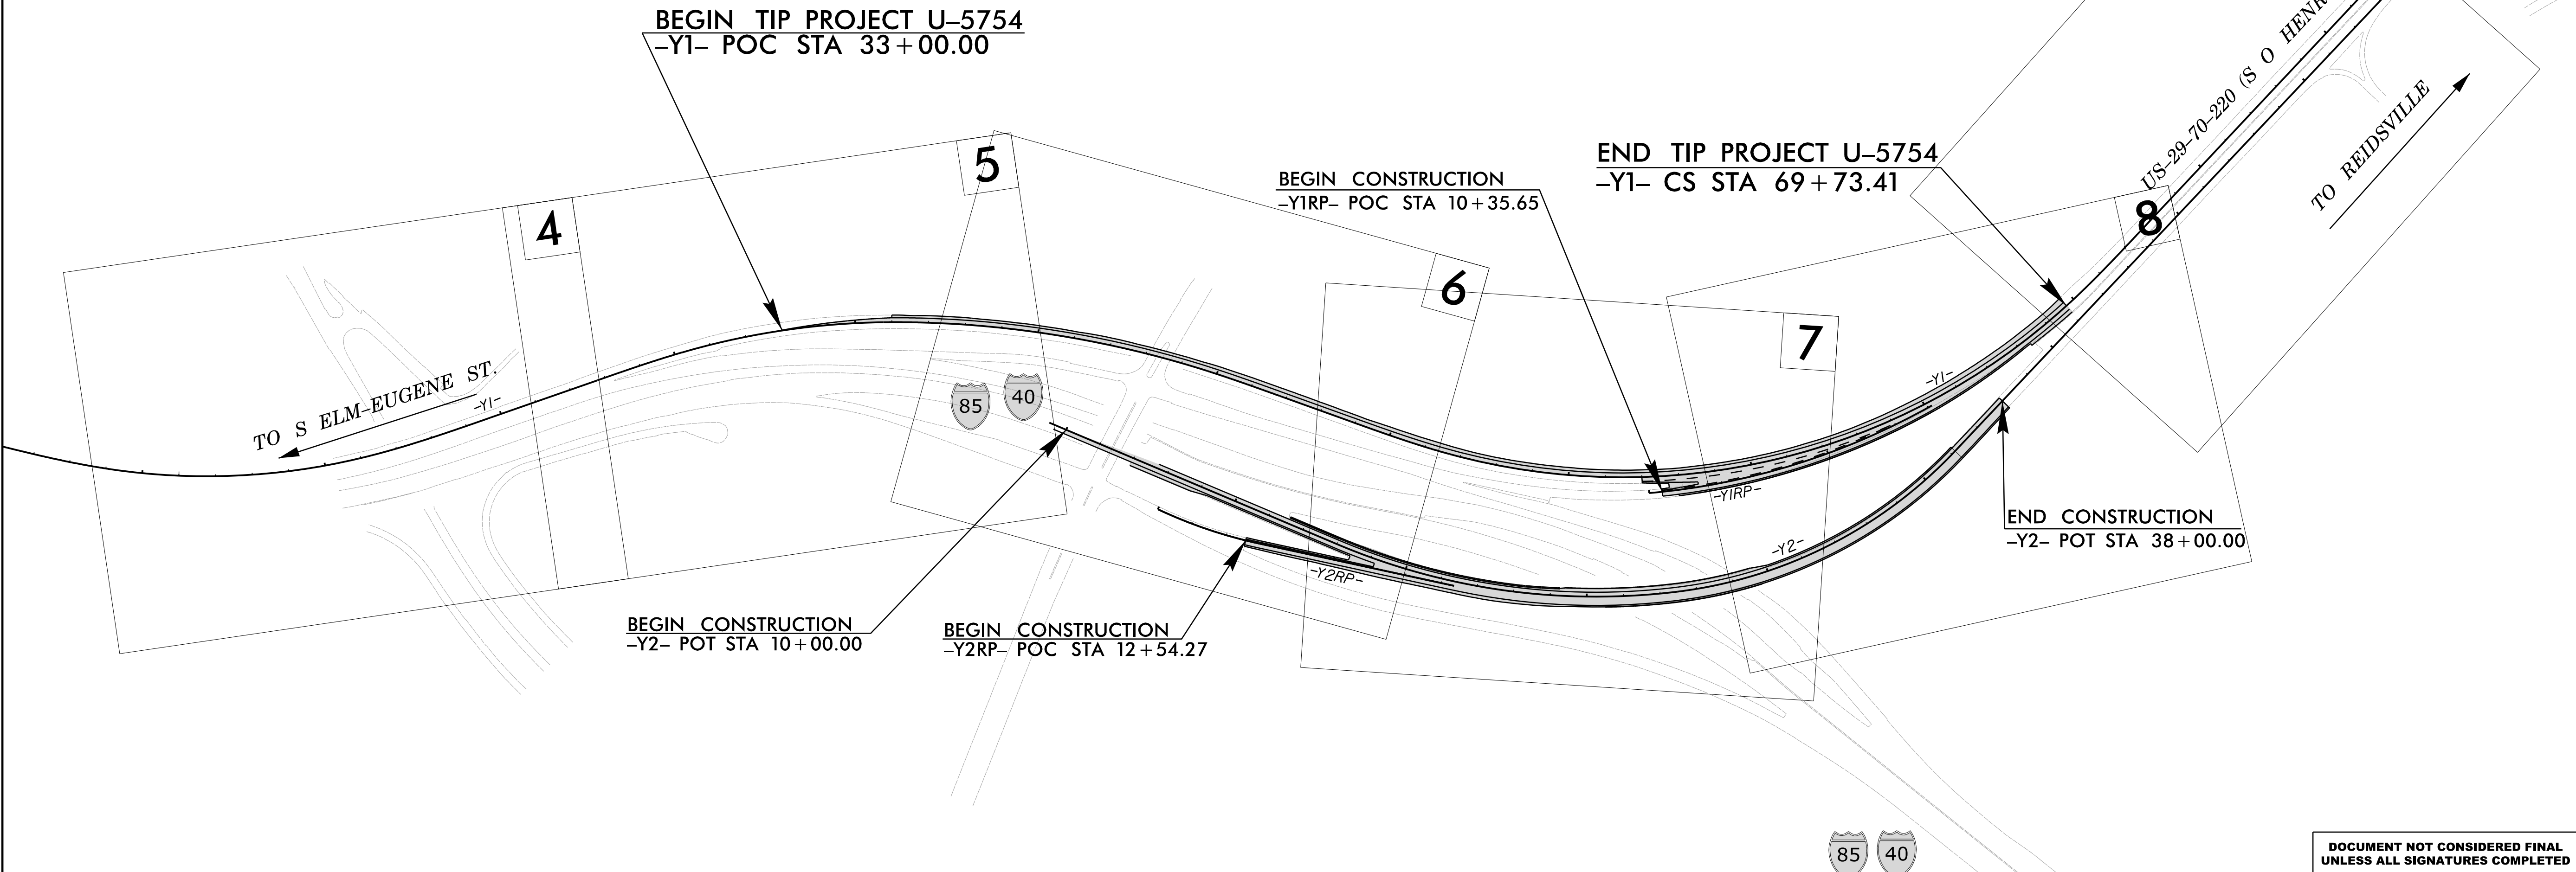 BEGIN TIP PROJECT U–5754
–Y1– POC STA 33+00.00
5
4
BEGIN CONSTRUCTION
–Y1RP– POC STA 10+35.65
END TIP PROJECT U–5754
–Y1– CS STA 69+73.41
US–29–70–220 (S O
TO REIDSVILLE
8
6
7
TO S ELM–EUGENE ST.
–Y1–
85
40
–Y1–
–Y1RP–
–Y2–
–Y2RP–
END CONSTRUCTION
–Y2– POT STA 38+00.00
BEGIN CONSTRUCTION
–Y2– POT STA 10+00.00
BEGIN CONSTRUCTION
–Y2RP– POC STA 12+54.27
85
40
DOCUMENT NOT CONSIDERED FINAL
UNLESS ALL SIGNATURES COMPLETED